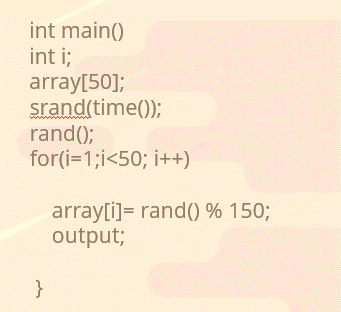 int main()
int i;
array[50];
srand(time());
rand();
for(i=1;i<50; i++)
array[i]= rand() % 150;
output;
}